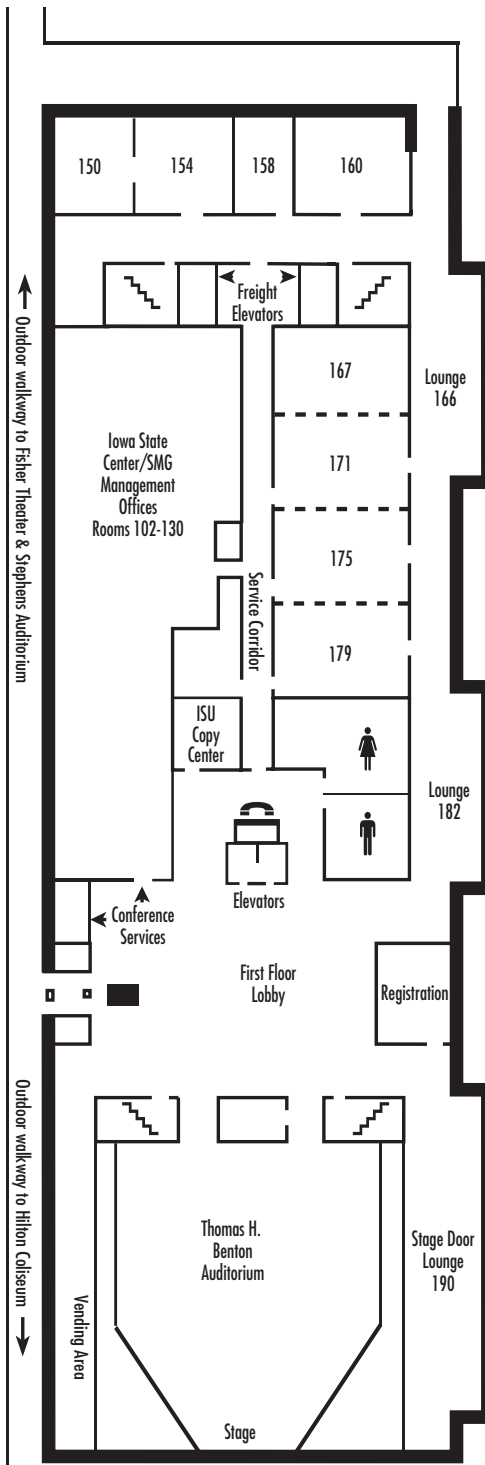 150
154
158
160
Freight
Elevators
167
Lounge
166
171
Iowa State
Center/SMG
Management
Offices
Rooms 102-130
175
Service Corridor
179
Outdoor walkway to Fisher Theater & Stephens Auditorium
ISU
Copy
Center
Lounge
182
Elevators
Conference
Services
First Floor
Lobby
Registration
Outdoor walkway to Hilton Coliseum
Thomas H.
Benton
Auditorium
Stage Door
Lounge
190
Vending Area
Stage